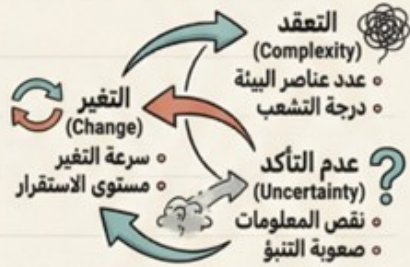 التعقد
(Complexity)
• عدد عناصر البيئة
• درجة التشعب
التغير
(Change)
• سرعة التغير
• مستوى الاستقرار
عدم التأكد
(Uncertainty)
• نقص المعلومات
• صعوبة التنبؤ
?